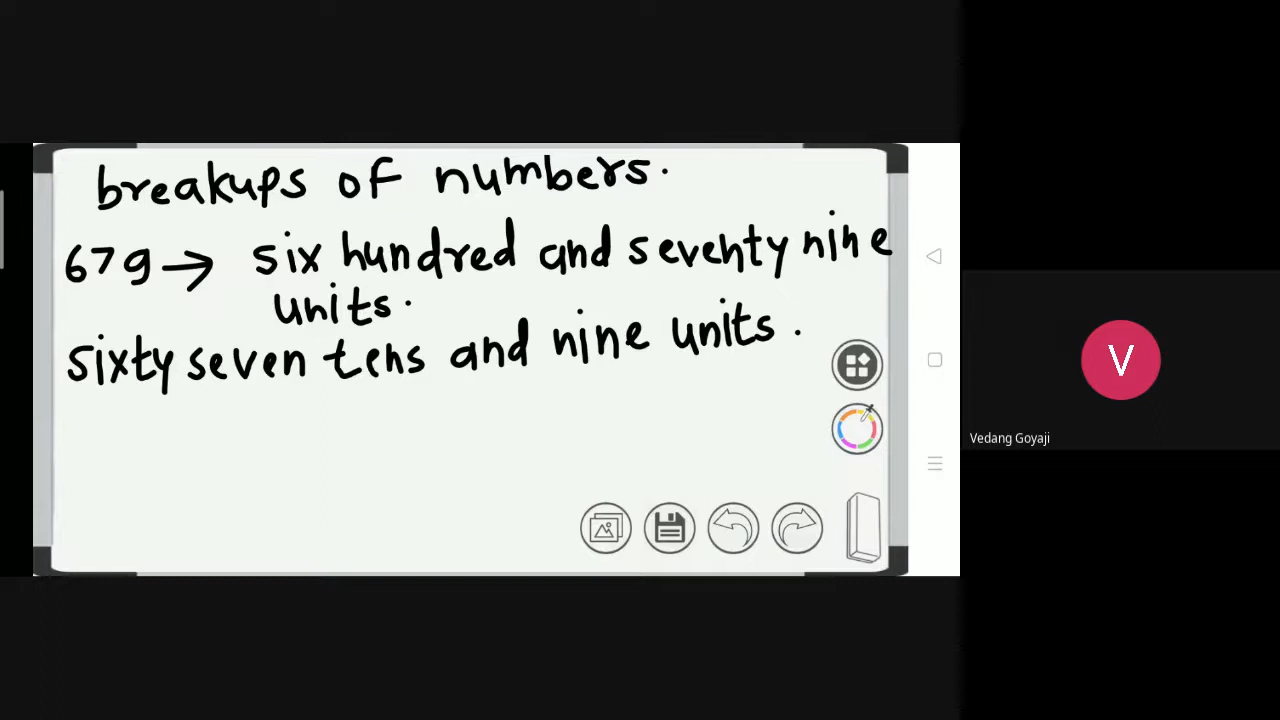 breakups of numbers.
679 → six hundred and seventy nine
units.
sixty seven tens and nine units.
V
Vedang Goyaji